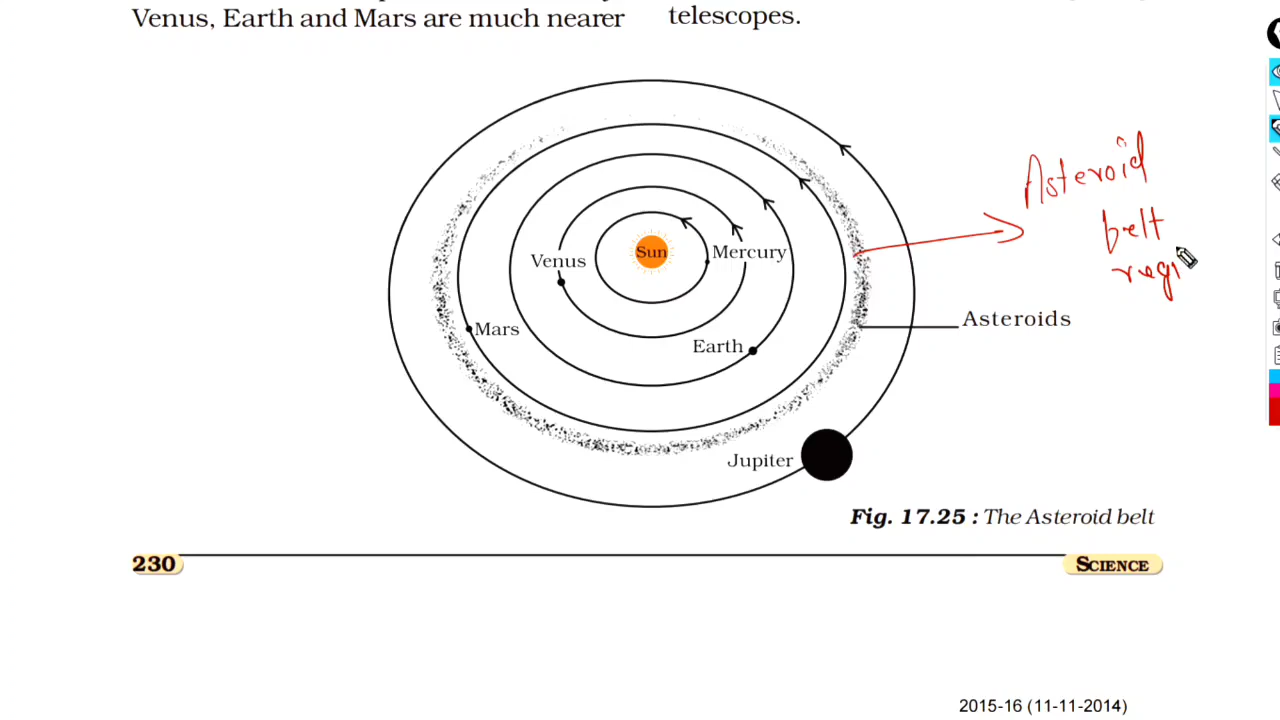 Venus, Earth and Mars are much nearer
telescopes.
Asteroid
belt
regi
Sun
Mercury
Venus
Asteroids
Mars
Earth
Jupiter
Fig. 17.25 : The Asteroid belt
230
SCIENCE
2015-16 (11-11-2014)